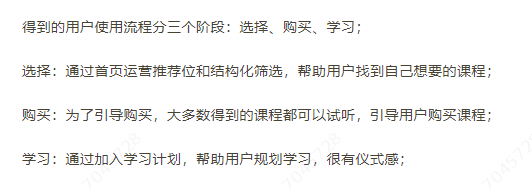 得到的用户使用流程分三个阶段：选择、购买、学习；
选择：通过首页运营推荐位和结构化筛选，帮助用户找到自己想要的课程；
购买：为了引导购买，大多数得到的课程都可以试听，引导用户购买课程；
学习：通过加入学习计划，帮助用户规划学习，很有仪式感；